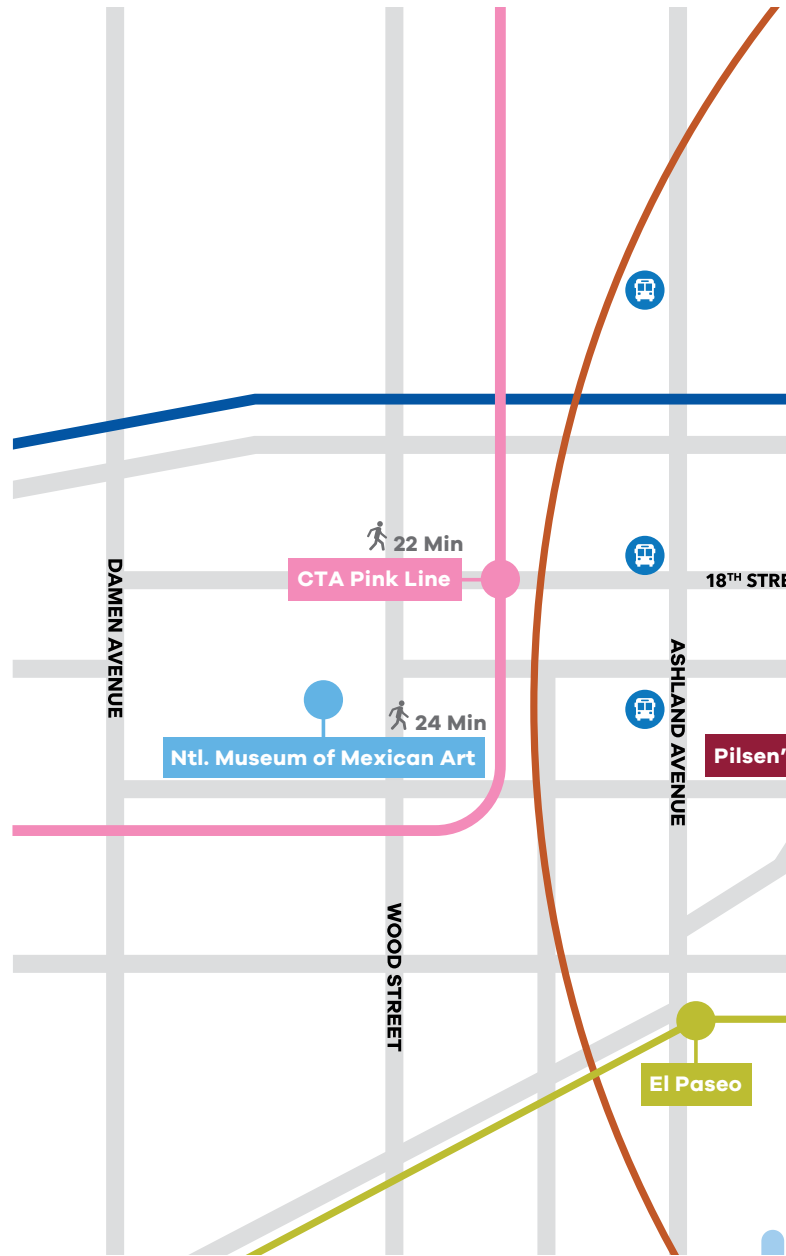 22 Min
CTA Pink Line
18TH STRE
DAMEN AVENUE
ASHLAND AVENUE
24 Min
Ntl. Museum of Mexican Art
Pilsen'
WOOD STREET
El Paseo